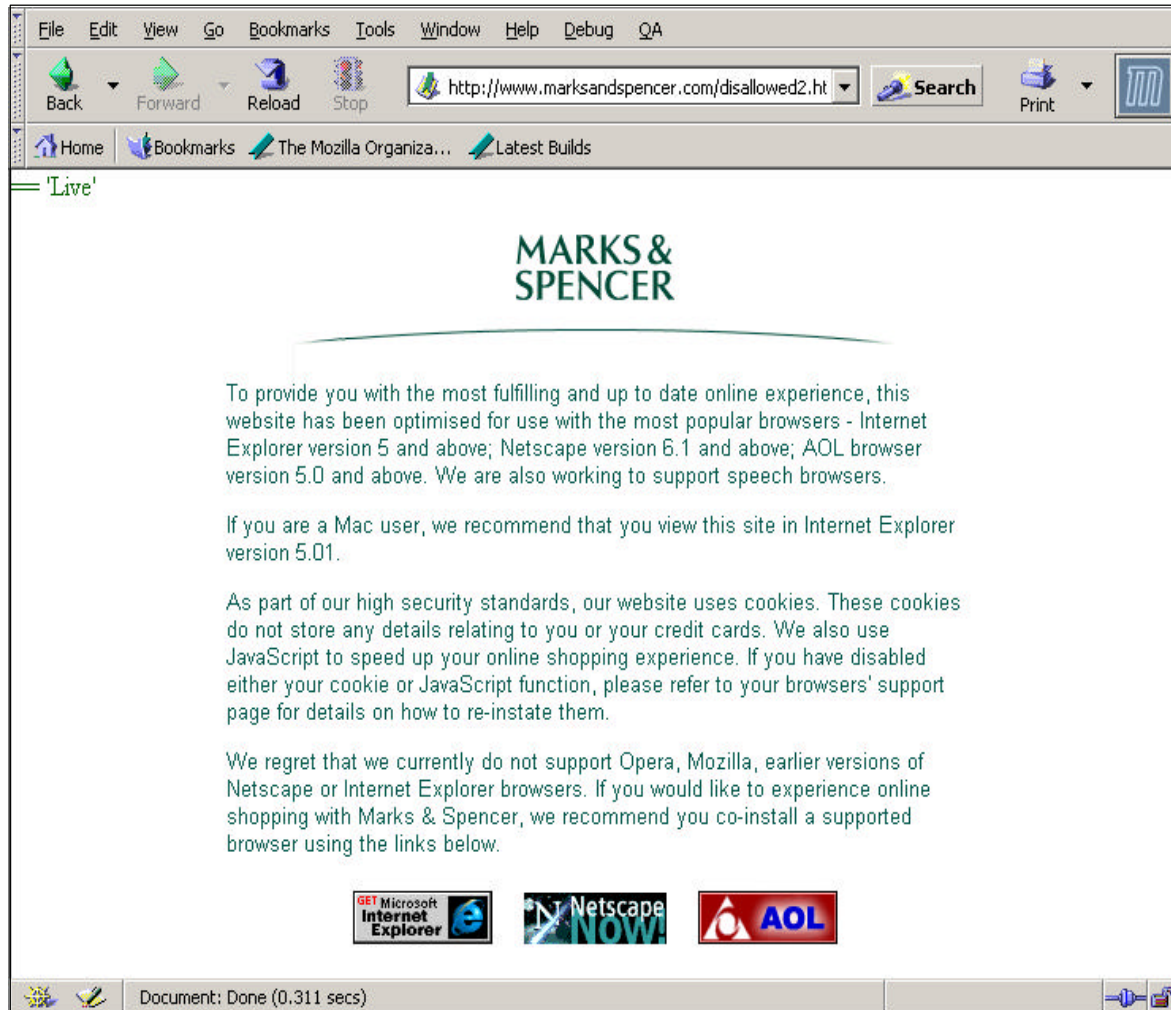 File Edit View Go Bookmarks Tools Window Help Debug QA
Back Forward Reload Stop http://www.marksandspencer.com/disallowed2.ht Search Print
Home Bookmarks The Mozilla Organiza... Latest Builds
== 'Live'
MARKS &
SPENCER
To provide you with the most fulfilling and up to date online experience, this
website has been optimised for use with the most popular browsers - Internet
Explorer version 5 and above; Netscape version 6.1 and above; AOL browser
version 5.0 and above. We are also working to support speech browsers.
If you are a Mac user, we recommend that you view this site in Internet Explorer
version 5.01.
As part of our high security standards, our website uses cookies. These cookies
do not store any details relating to you or your credit cards. We also use
JavaScript to speed up your online shopping experience. If you have disabled
either your cookie or JavaScript function, please refer to your browsers' support
page for details on how to re-instate them.
We regret that we currently do not support Opera, Mozilla, earlier versions of
Netscape or Internet Explorer browsers. If you would like to experience online
shopping with Marks & Spencer, we recommend you co-install a supported
browser using the links below.
GET Microsoft
Internet
Explorer
N Netscape
NOW!
AOL
Document: Done (0.311 secs)